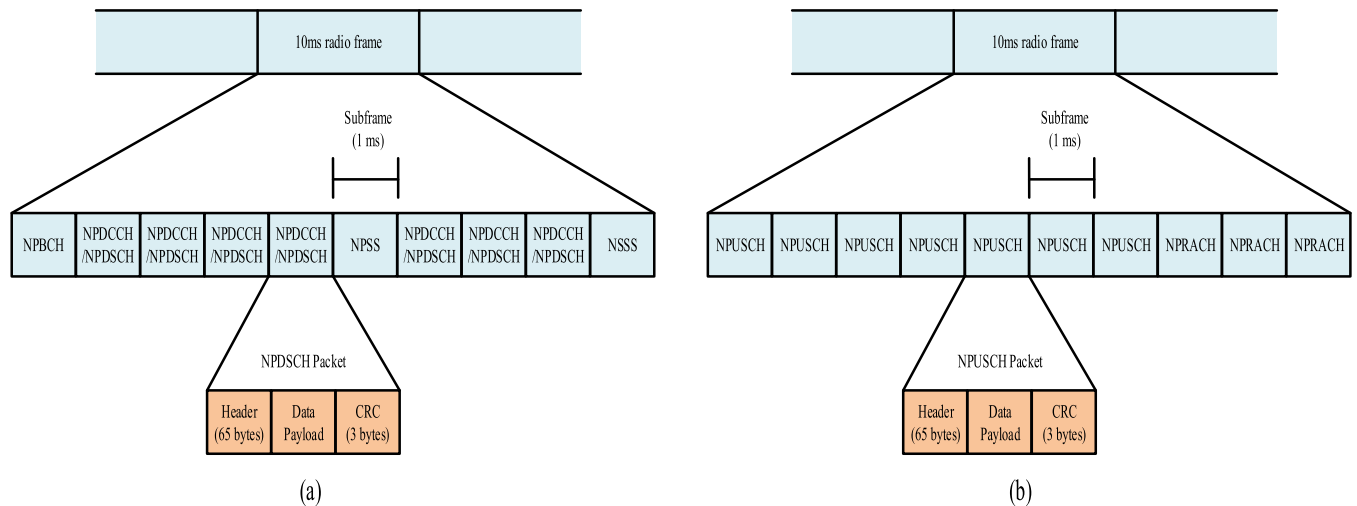 10ms radio frame
Subframe
(1 ms)
NPBCH
NPDCCH
/NPDSCH
NPDCCH
/NPDSCH
NPDCCH
/NPDSCH
NPDCCH
/NPDSCH
NPSS
NPDCCH
/NPDSCH
NPDCCH
/NPDSCH
NPDCCH
/NPDSCH
NSSS
NPDSCH Packet
Header
(65 bytes)
Data
Payload
CRC
(3 bytes)
(a)
10ms radio frame
Subframe
(1 ms)
NPUSCH
NPUSCH
NPUSCH
NPUSCH
NPUSCH
NPUSCH
NPUSCH
NPRACH
NPRACH
NPRACH
NPUSCH Packet
Header
(65 bytes)
Data
Payload
CRC
(3 bytes)
(b)